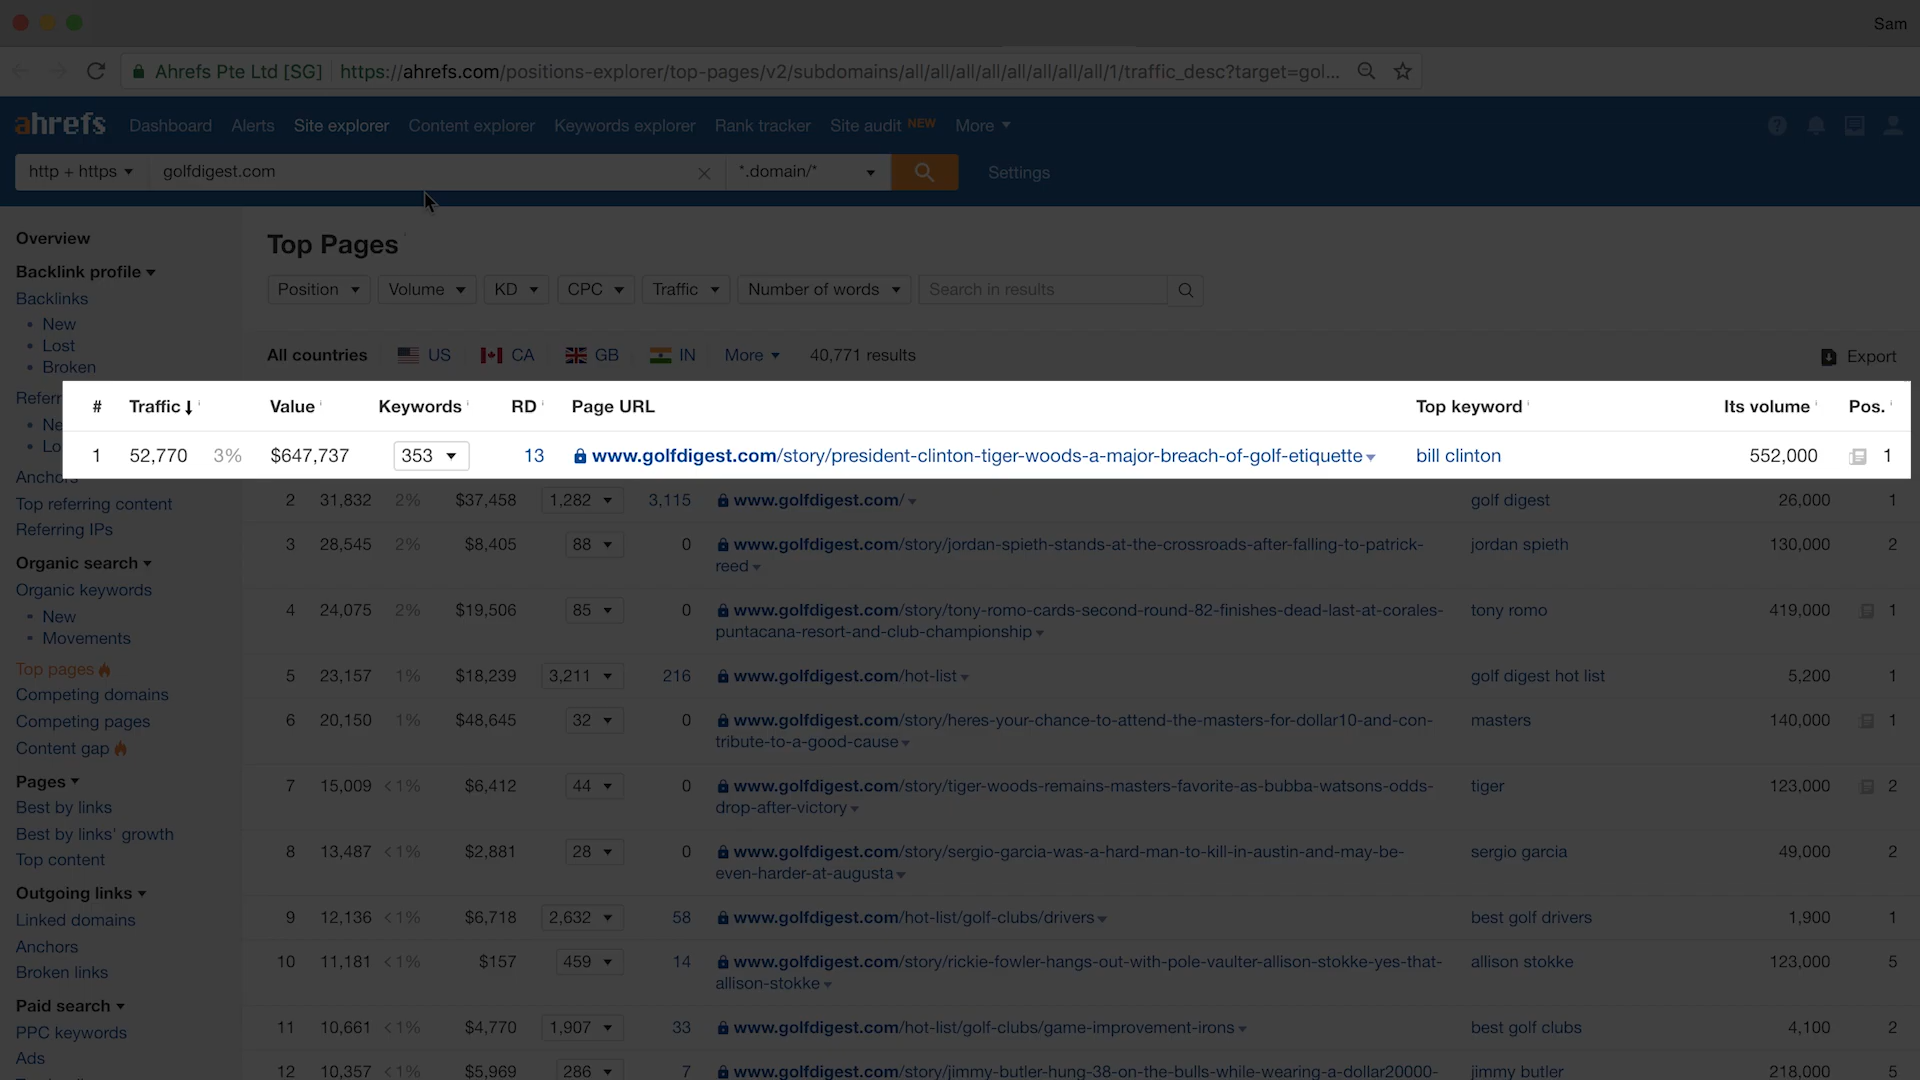 Sam
Ahrefs Pte Ltd [SG] https://ahrefs.com/positions-explorer/top-pages/v2/subdomains/all/all/all/all/all/all/all/all/1/traffic_desc?target=gol...
ahrefs Dashboard Alerts Site explorer Content explorer Keywords explorer Rank tracker Site audit NEW More
http + https golfdigest.com *.domain/* Settings
Overview
Backlink profile
Backlinks
New
Lost
Broken
Top referring content
Referring IPs
Organic search
Organic keywords
New
Movements
Top pages
Competing domains
Competing pages
Content gap
Pages
Best by links
Best by links' growth
Top content
Outgoing links
Linked domains
Anchors
Broken links
Paid search
PPC keywords
Ads
Top Pages
Position Volume KD CPC Traffic Number of words Search in results
All countries US CA GB IN More 40,771 results Export
# Traffic Value Keywords RD Page URL Top keyword Its volume Pos.
1 52,770 3% $647,737 353 13 www.golfdigest.com/story/president-clinton-tiger-woods-a-major-breach-of-golf-etiquette bill clinton 552,000 1
2 31,832 2% $37,458 1,282 3,115 www.golfdigest.com/ golf digest 26,000 1
3 28,545 2% $8,405 88 0 www.golfdigest.com/story/jordan-spieth-stands-at-the-crossroads-after-falling-to-patrick- jordan spieth 130,000 2
reed
4 24,075 2% $19,506 85 0 www.golfdigest.com/story/tony-romo-cards-second-round-82-finishes-dead-last-at-corales- tony romo 419,000 1
puntacana-resort-and-club-championship
5 23,157 1% $18,239 3,211 216 www.golfdigest.com/hot-list golf digest hot list 5,200 1
6 20,150 1% $48,645 32 0 www.golfdigest.com/story/heres-your-chance-to-attend-the-masters-for-dollar10-and-con- masters 140,000 1
tribute-to-a-good-cause
7 15,009 <1% $6,412 44 0 www.golfdigest.com/story/tiger-woods-remains-masters-favorite-as-bubba-watsons-odds- tiger 123,000 2
drop-after-victory
8 13,487 <1% $2,881 28 0 www.golfdigest.com/story/sergio-garcia-was-a-hard-man-to-kill-in-austin-and-may-be- sergio garcia 49,000 2
even-harder-at-augusta
9 12,136 <1% $6,718 2,632 58 www.golfdigest.com/hot-list/golf-clubs/drivers best golf drivers 1,900 1
10 11,181 <1% $157 459 14 www.golfdigest.com/story/rickie-fowler-hangs-out-with-pole-vaulter-allison-stokke-yes-that- allison stokke 123,000 5
allison-stokke
11 10,661 <1% $4,770 1,907 33 www.golfdigest.com/hot-list/golf-clubs/game-improvement-irons best golf clubs 4,100 2
12 10,357 <1% $5,969 286 7 www.golfdigest.com/story/jimmy-butler-hung-38-on-the-bulls-while-wearing-a-dollar20000- jimmy butler 218,000 5